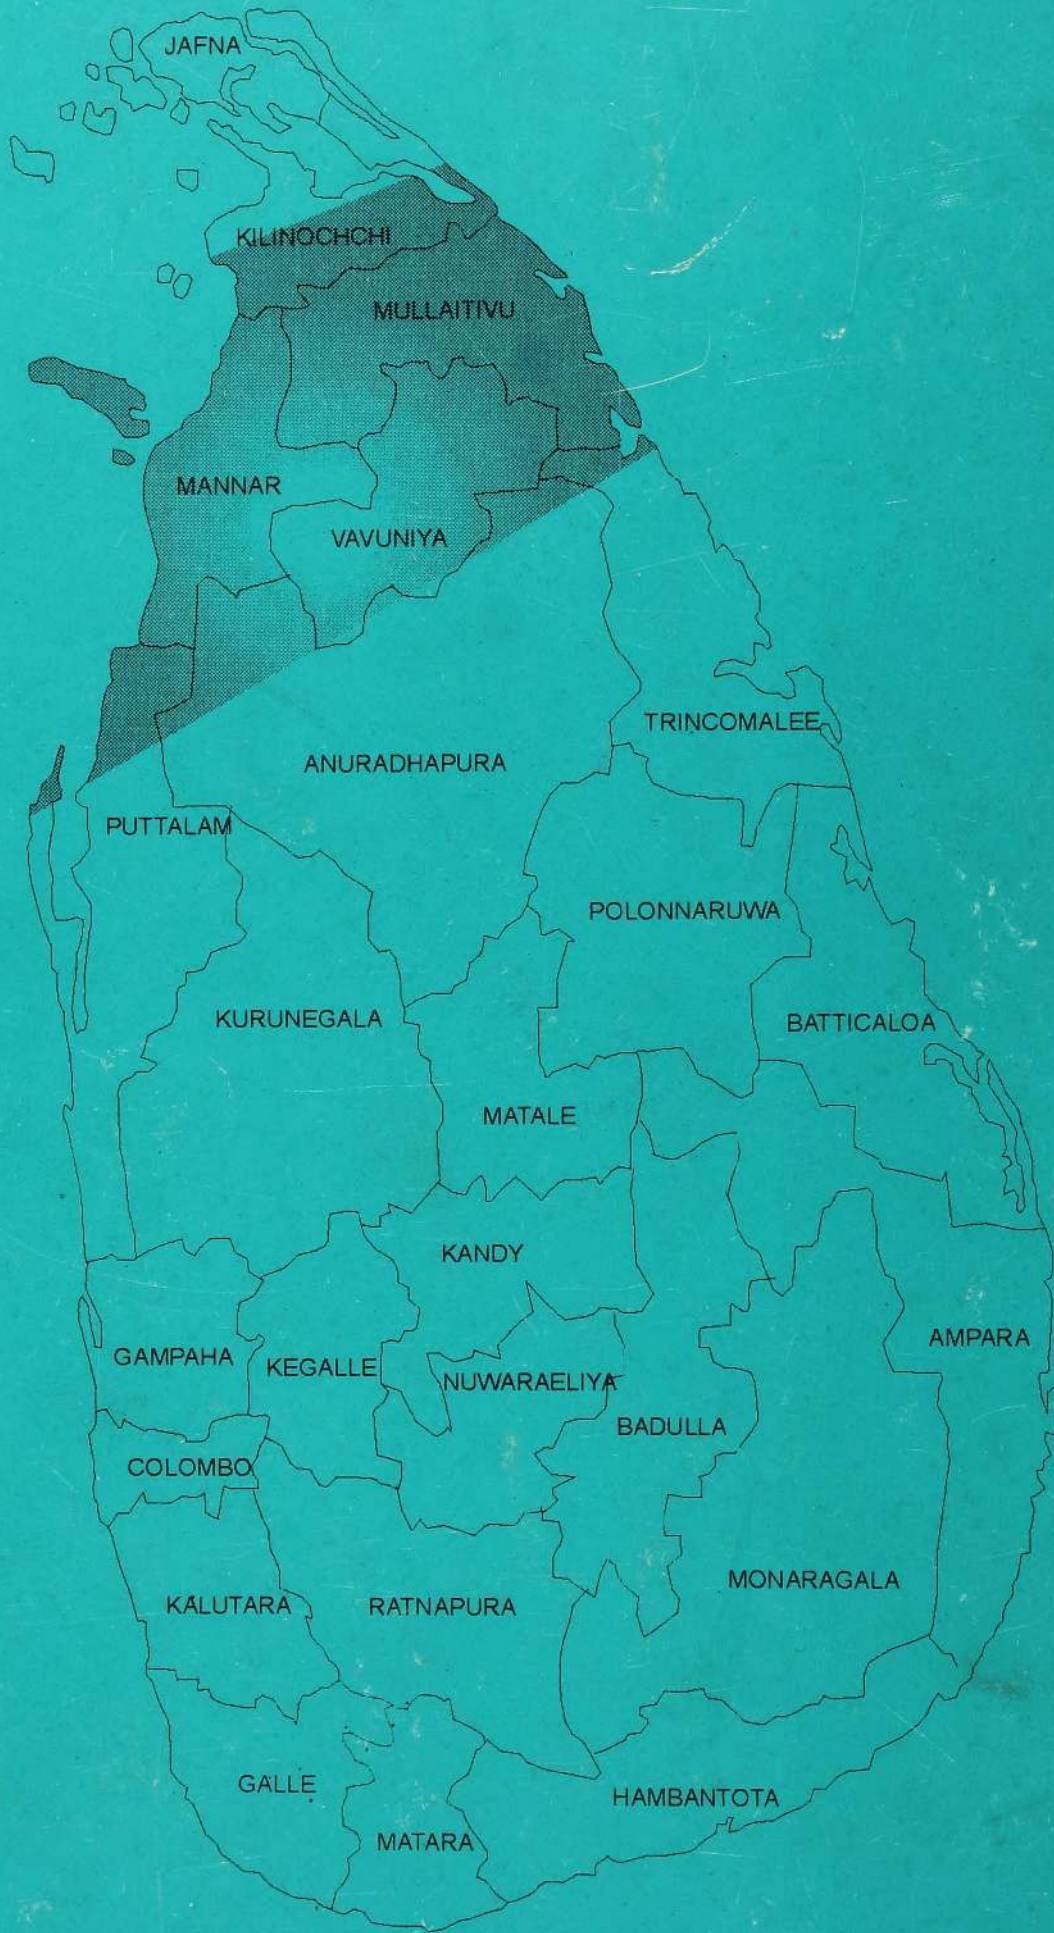 JAFNA
KILINOCHCHI
MULLAITIVU
MANNAR
VAVUNIYA
TRINCOMALEE
ANURADHAPURA
PUTTALAM
POLONNARUWA
KURUNEGALA
BATTICALOA
MATALE
KANDY
AMPARA
GAMPAHA
KEGALLE
NUWARAELIYA
BADULLA
COLOMBO
MONARAGALA
KALUTARA
RATNAPURA
GALLE
HAMBANTOTA
MATARA